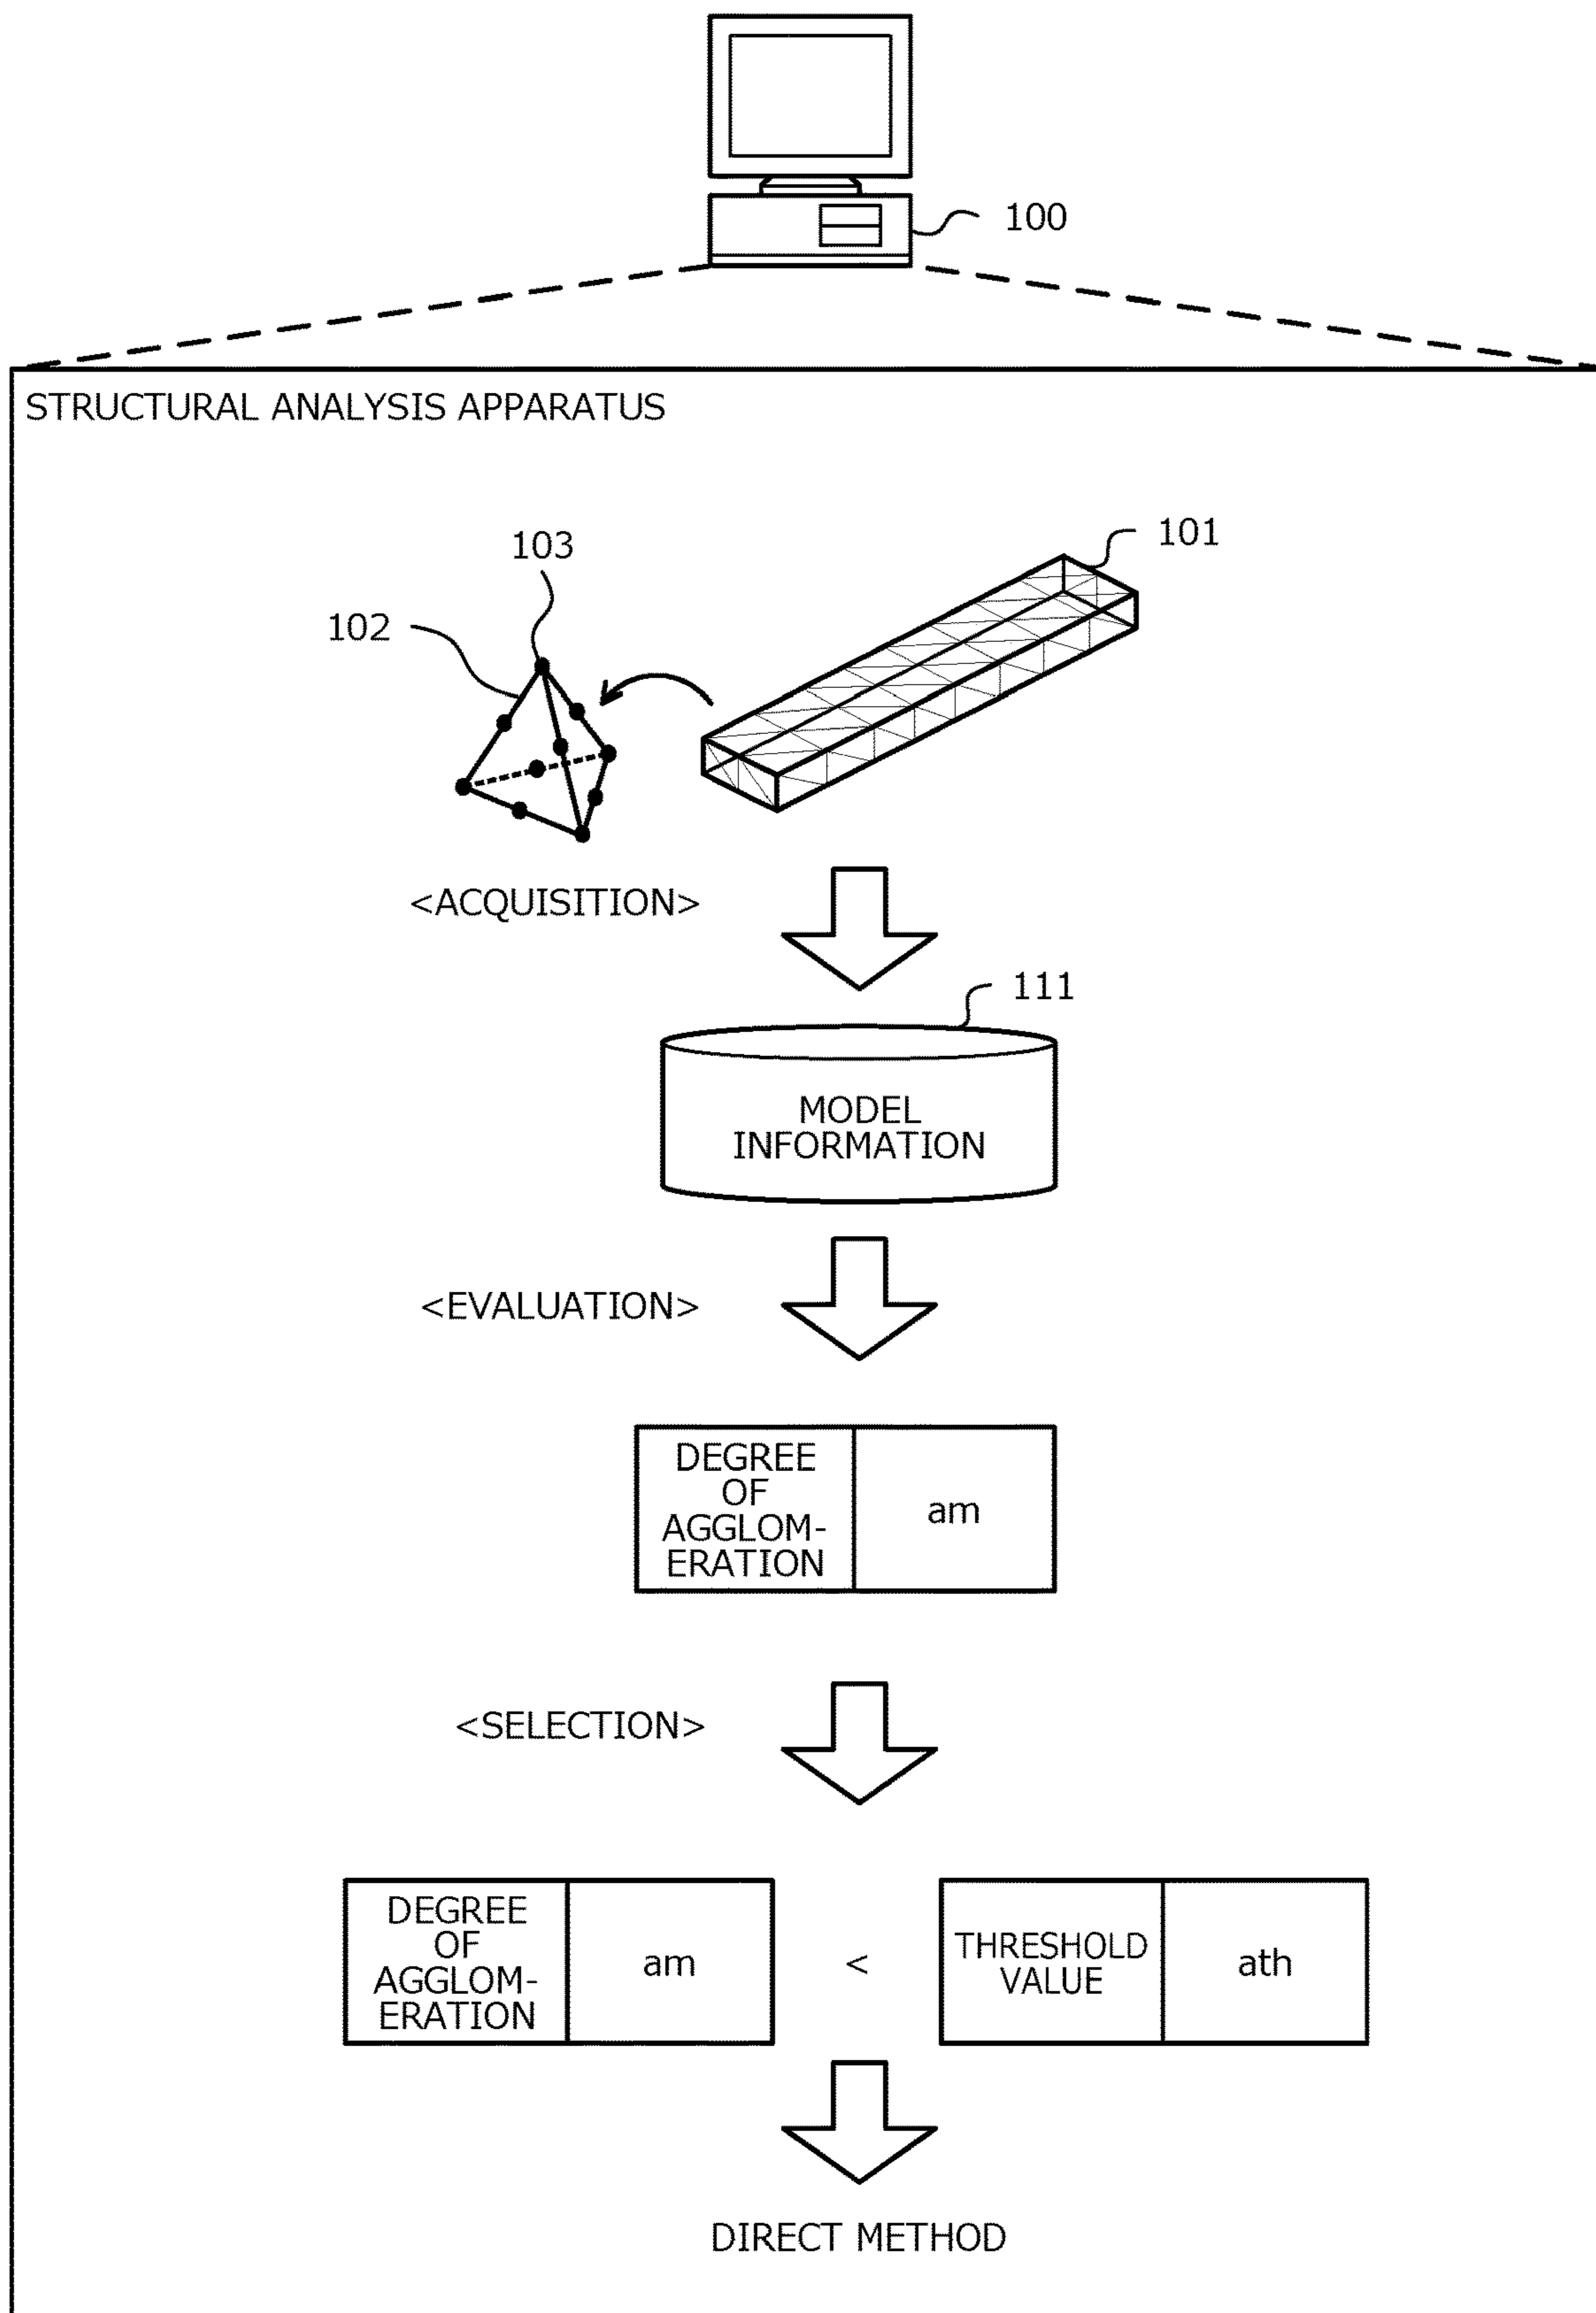 100
STRUCTURAL ANALYSIS APPARATUS
101
103
102
<ACQUISITION>
111
MODEL
INFORMATION
<EVALUATION>
DEGREE
OF
AGGLOM-
ERATION
am
<SELECTION>
DEGREE
OF
AGGLOM-
ERATION
am
<
THRESHOLD
VALUE
ath
DIRECT METHOD